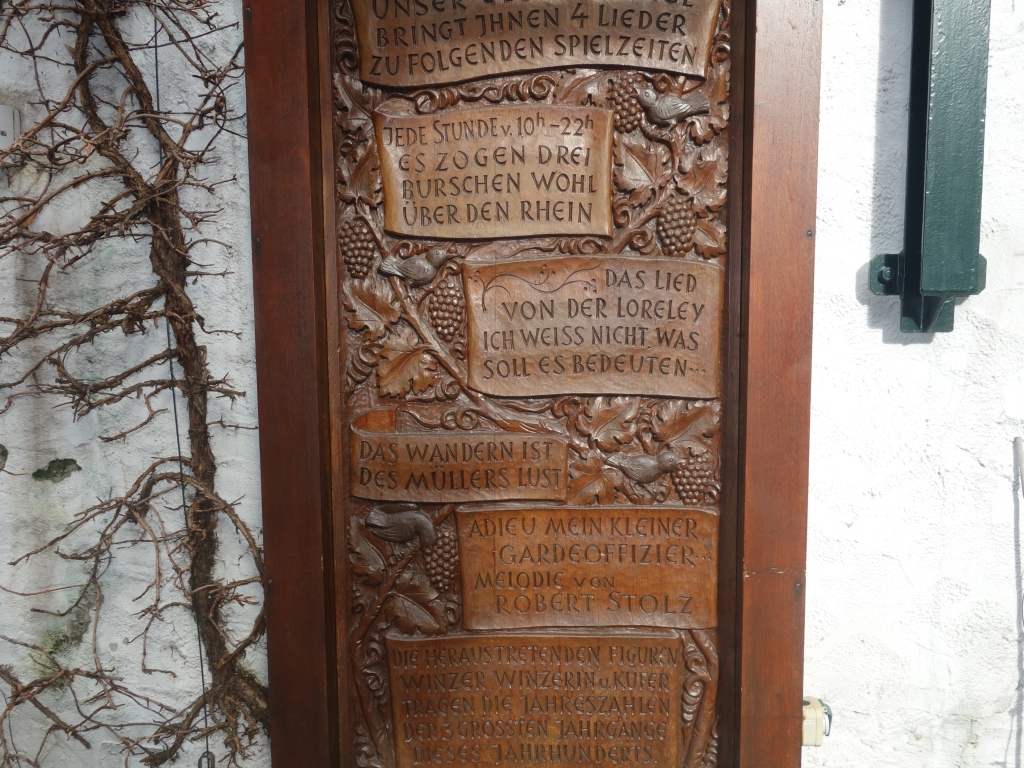 UNSER
BRINGT JHNEN 4 LIEDER
ZU FOLGENDEN SPIELZEITEN
JEDE STUNDE v. 10h–22h
ES ZOGEN DREI
BURSCHEN WOHL
ÜBER DEN RHEIN
DAS LIED
VON DER LORELEY
ICH WEISS NICHT WAS
SOLL ES BEDEUTEN...
DAS WANDERN IST
DES MÜLLERS LUST
ADIEU MEIN KLEINER
GARDEOFFIZIER
MELODIE VON
ROBERT STOLZ
DIE HERAUSTRETENDEN FIGUREN
WINZER WINZERIN u. KÜFER
TRAGEN DIE JAHRESZAHLEN
DER 3 GRÖSSTEN JAHRGÄNGE
DIESES JAHRHUNDERTS.